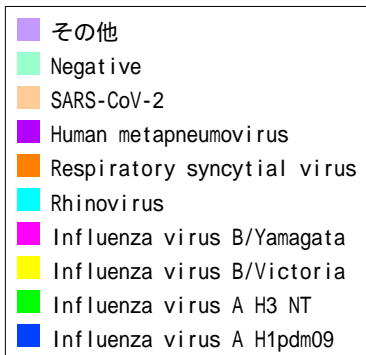 その他
Negative
SARS-CoV-2
Human metapneumovirus
Respiratory syncytial virus
Rhinovirus
Influenza virus B/Yamagata
Influenza virus B/Victoria
Influenza virus A H3 NT
Influenza virus A H1pdm09